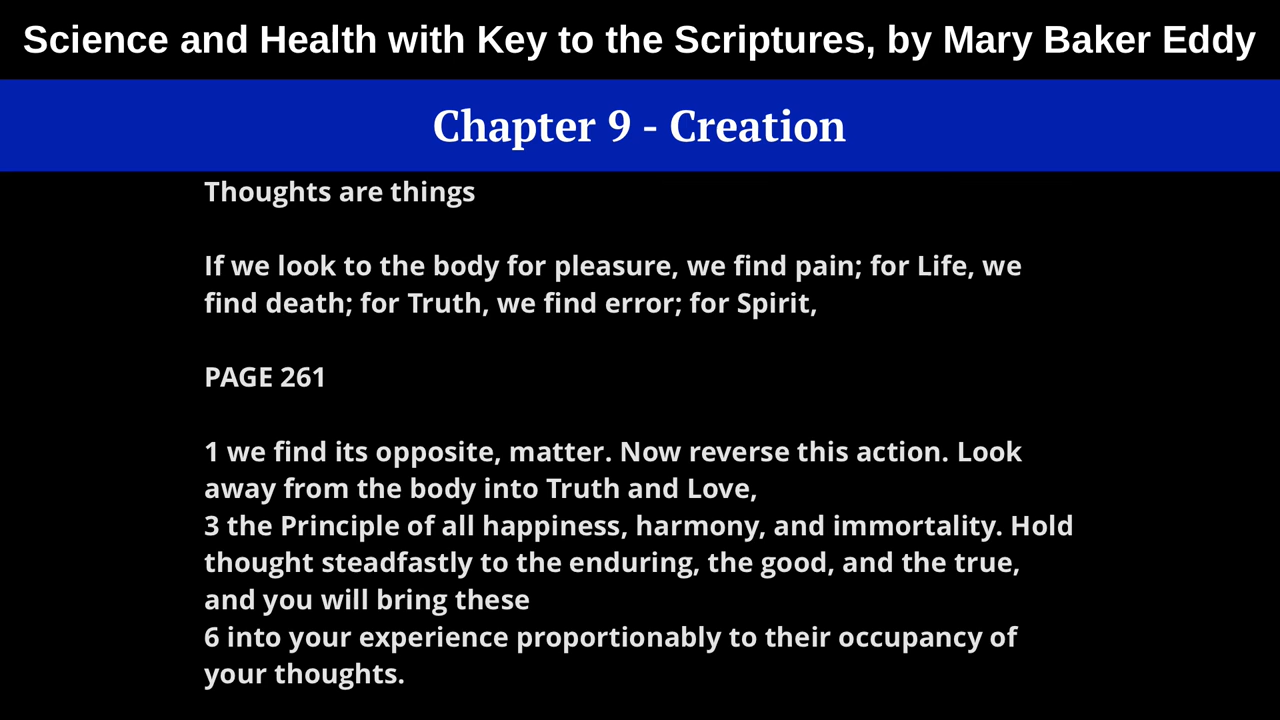 Science and Health with Key to the Scriptures, by Mary Baker Eddy
Chapter 9 - Creation
Thoughts are things
If we look to the body for pleasure, we find pain; for Life, we
find death; for Truth, we find error; for Spirit,
PAGE 261
1 we find its opposite, matter. Now reverse this action. Look
away from the body into Truth and Love,
3 the Principle of all happiness, harmony, and immortality. Hold
thought steadfastly to the enduring, the good, and the true,
and you will bring these
6 into your experience proportionably to their occupancy of
your thoughts.